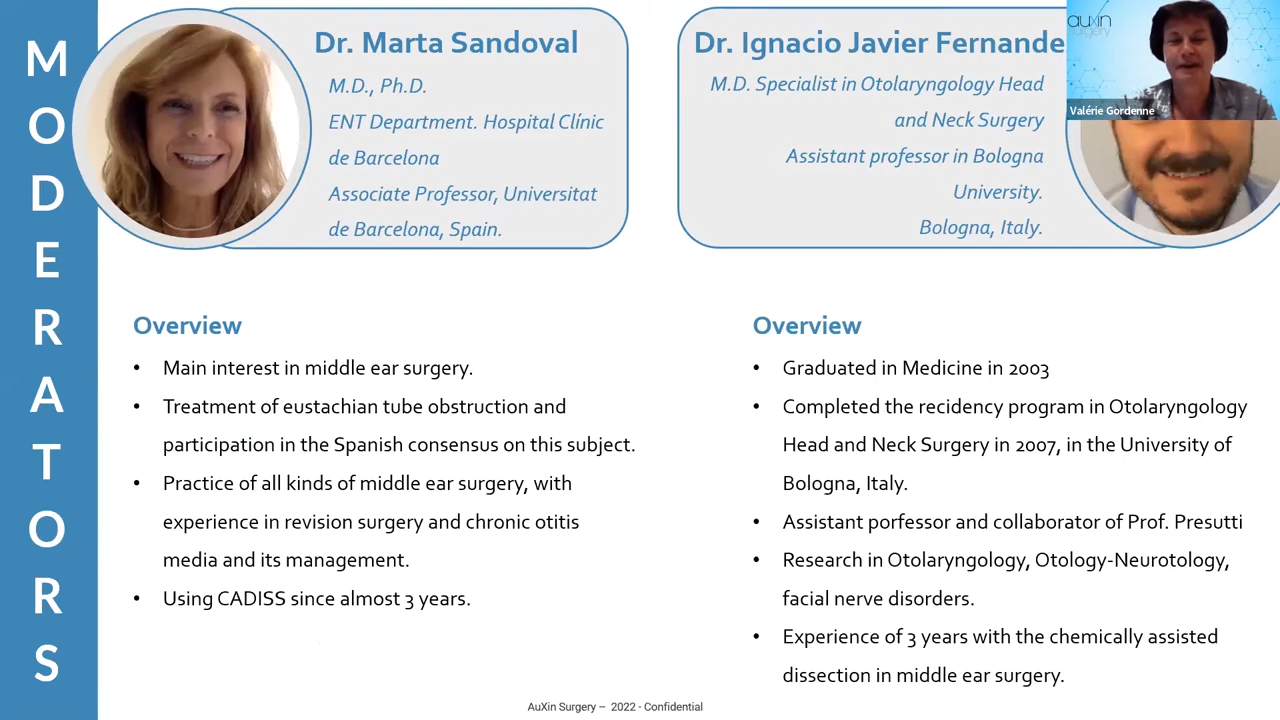 MODERATORS
Dr. Marta Sandoval
M.D., Ph.D.
ENT Department. Hospital Clínic
de Barcelona
Associate Professor, Universitat
de Barcelona, Spain.
Dr. Ignacio Javier Fernande
M.D. Specialist in Otolaryngology Head
and Neck Surgery
Assistant professor in Bologna
University.
Bologna, Italy.
auxin
surgery
Valérie Gordenne
Overview
• Main interest in middle ear surgery.
• Treatment of eustachian tube obstruction and
participation in the Spanish consensus on this subject.
• Practice of all kinds of middle ear surgery, with
experience in revision surgery and chronic otitis
media and its management.
• Using CADISS since almost 3 years.
Overview
• Graduated in Medicine in 2003
• Completed the recidency program in Otolaryngology
Head and Neck Surgery in 2007, in the University of
Bologna, Italy.
• Assistant porfessor and collaborator of Prof. Presutti
• Research in Otolaryngology, Otology-Neurotology,
facial nerve disorders.
• Experience of 3 years with the chemically assisted
dissection in middle ear surgery.
AuXin Surgery – 2022 - Confidential